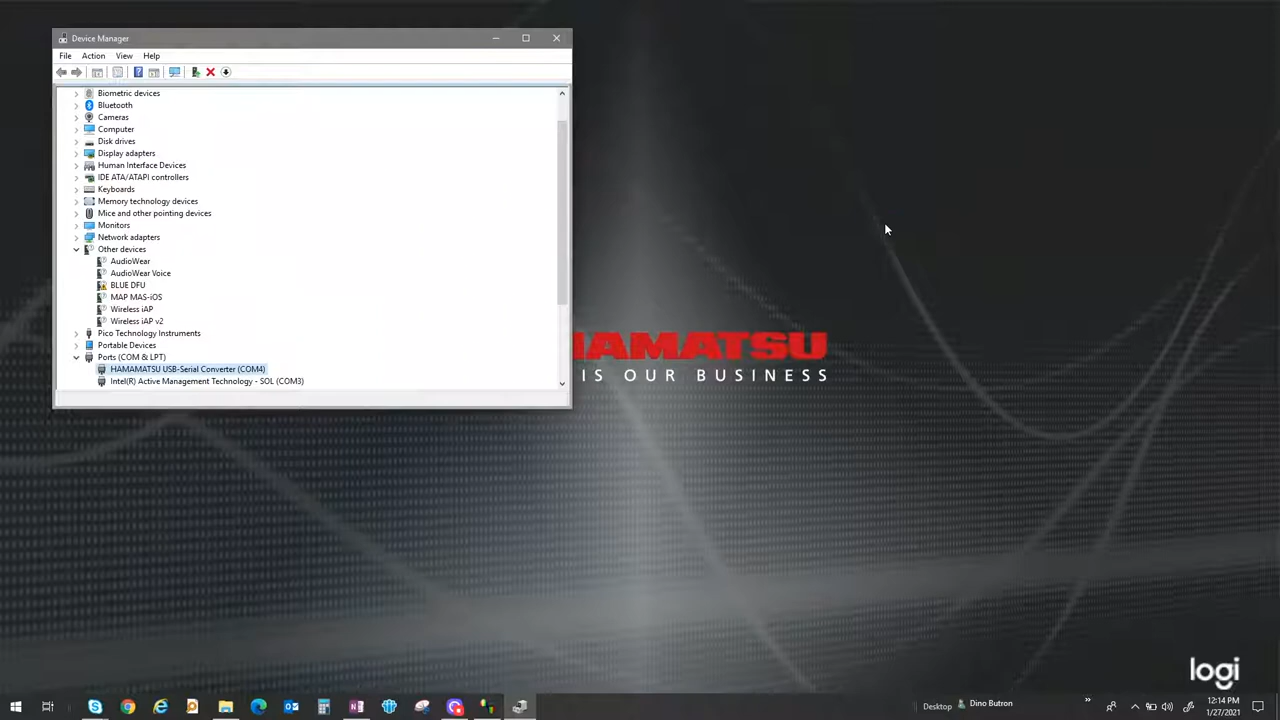 Device Manager
File Action View Help
Biometric devices
Bluetooth
Cameras
Computer
Disk drives
Display adapters
Human Interface Devices
IDE ATA/ATAPI controllers
Keyboards
Memory technology devices
Mice and other pointing devices
Monitors
Network adapters
Other devices
AudioWear
AudioWear Voice
BLUE DFU
MAP MAS-iOS
Wireless iAP
Wireless iAP v2
Pico Technology Instruments
Portable Devices
Ports (COM & LPT)
HAMAMATSU USB-Serial Converter (COM4)
Intel(R) Active Management Technology - SOL (COM3)
HAMAMATSU
IS OUR BUSINESS
logi
Desktop
Dino Butron
12:14 PM
1/27/2021